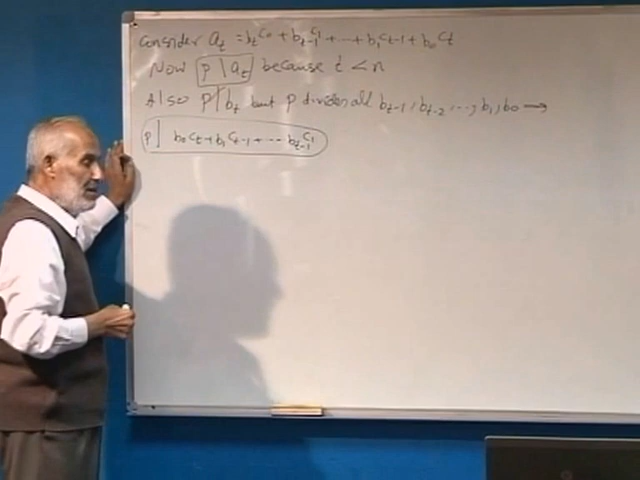 Consider a_t = b_t c_0 + b_{t-1} c_1 + ... + b_1 c_{t-1} + b_0 c_t
Now p | a_t because t < n
Also p ∤ b_t but p divides all b_{t-1}, b_{t-2}, ..., b_1, b_0 →
p | b_0 c_t + b_1 c_{t-1} + ... b_{t-1} c_1